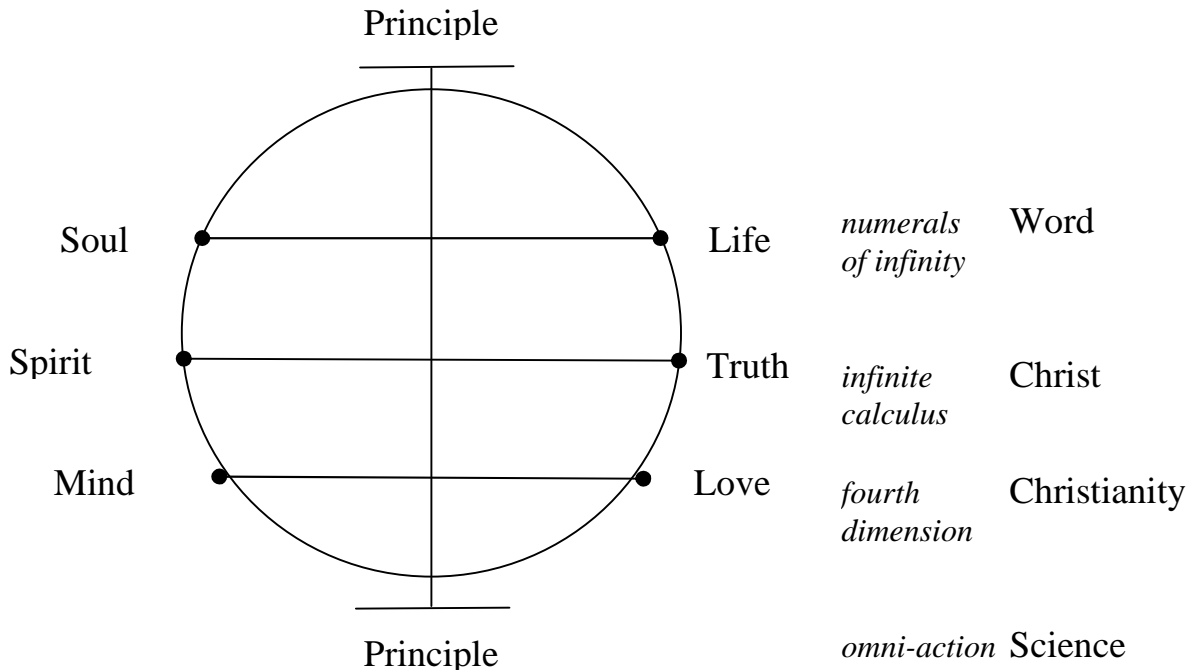 Principle
Soul
Life
numerals
of infinity
Word
Spirit
Truth
infinite
calculus
Christ
Mind
Love
fourth
dimension
Christianity
Principle
omni-action
Science